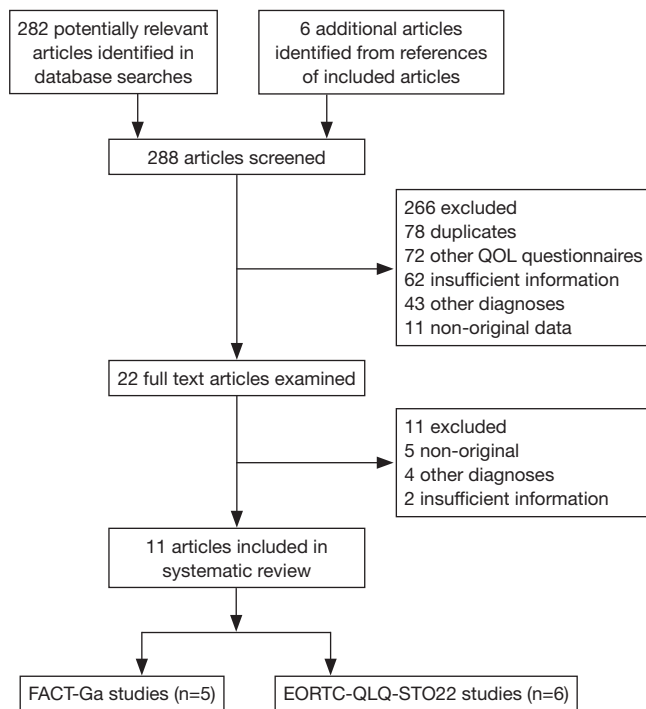 282 potentially relevant
articles identified in
database searches
6 additional articles
identified from references
of included articles
288 articles screened
266 excluded
78 duplicates
72 other QOL questionnaires
62 insufficient information
43 other diagnoses
11 non-original data
22 full text articles examined
11 excluded
5 non-original
4 other diagnoses
2 insufficient information
11 articles included in
systematic review
FACT-Ga studies (n=5)
EORTC-QLQ-STO22 studies (n=6)